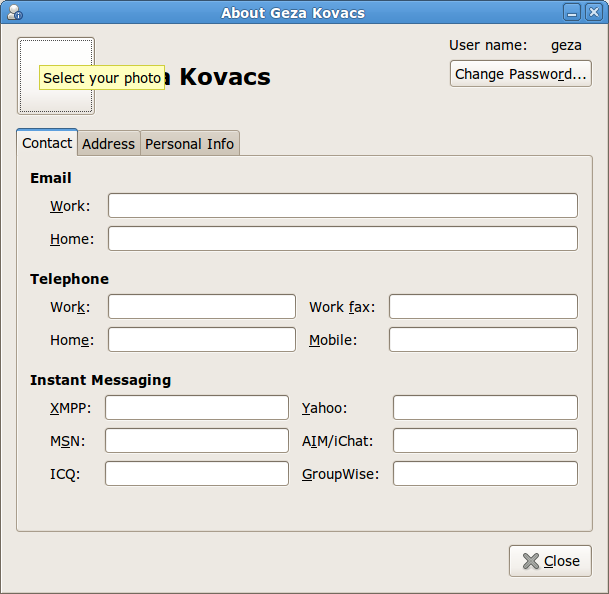 About Geza Kovacs
User name: geza
Select your photo
Kovacs
Change Password...
Contact Address Personal Info
Email
Work:
Home:
Telephone
Work: Work fax:
Home: Mobile:
Instant Messaging
XMPP: Yahoo:
MSN: AIM/iChat:
ICQ: GroupWise:
Close